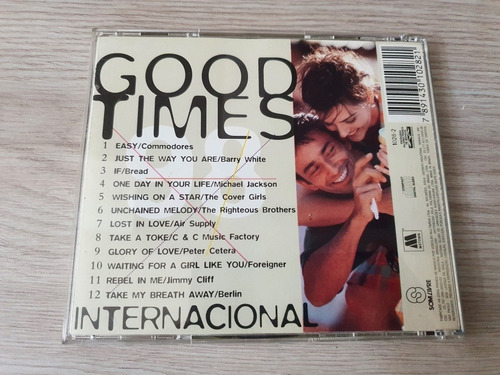 GOOD
TIMES
1 EASY/Commodores
2 JUST THE WAY YOU ARE/Barry White
3 IF/Bread
4 ONE DAY IN YOUR LIFE/Michael Jackson
5 WISHING ON A STAR/The Cover Girls
6 UNCHAINED MELODY/The Righteous Brothers
7 LOST IN LOVE/Air Supply
8 TAKE A TOKE/C & C Music Factory
9 GLORY OF LOVE/Peter Cetera
10 WAITING FOR A GIRL LIKE YOU/Foreigner
11 REBEL IN ME/Jimmy Cliff
12 TAKE MY BREATH AWAY/Berlin
INTERNACIONAL
7 891430 102821